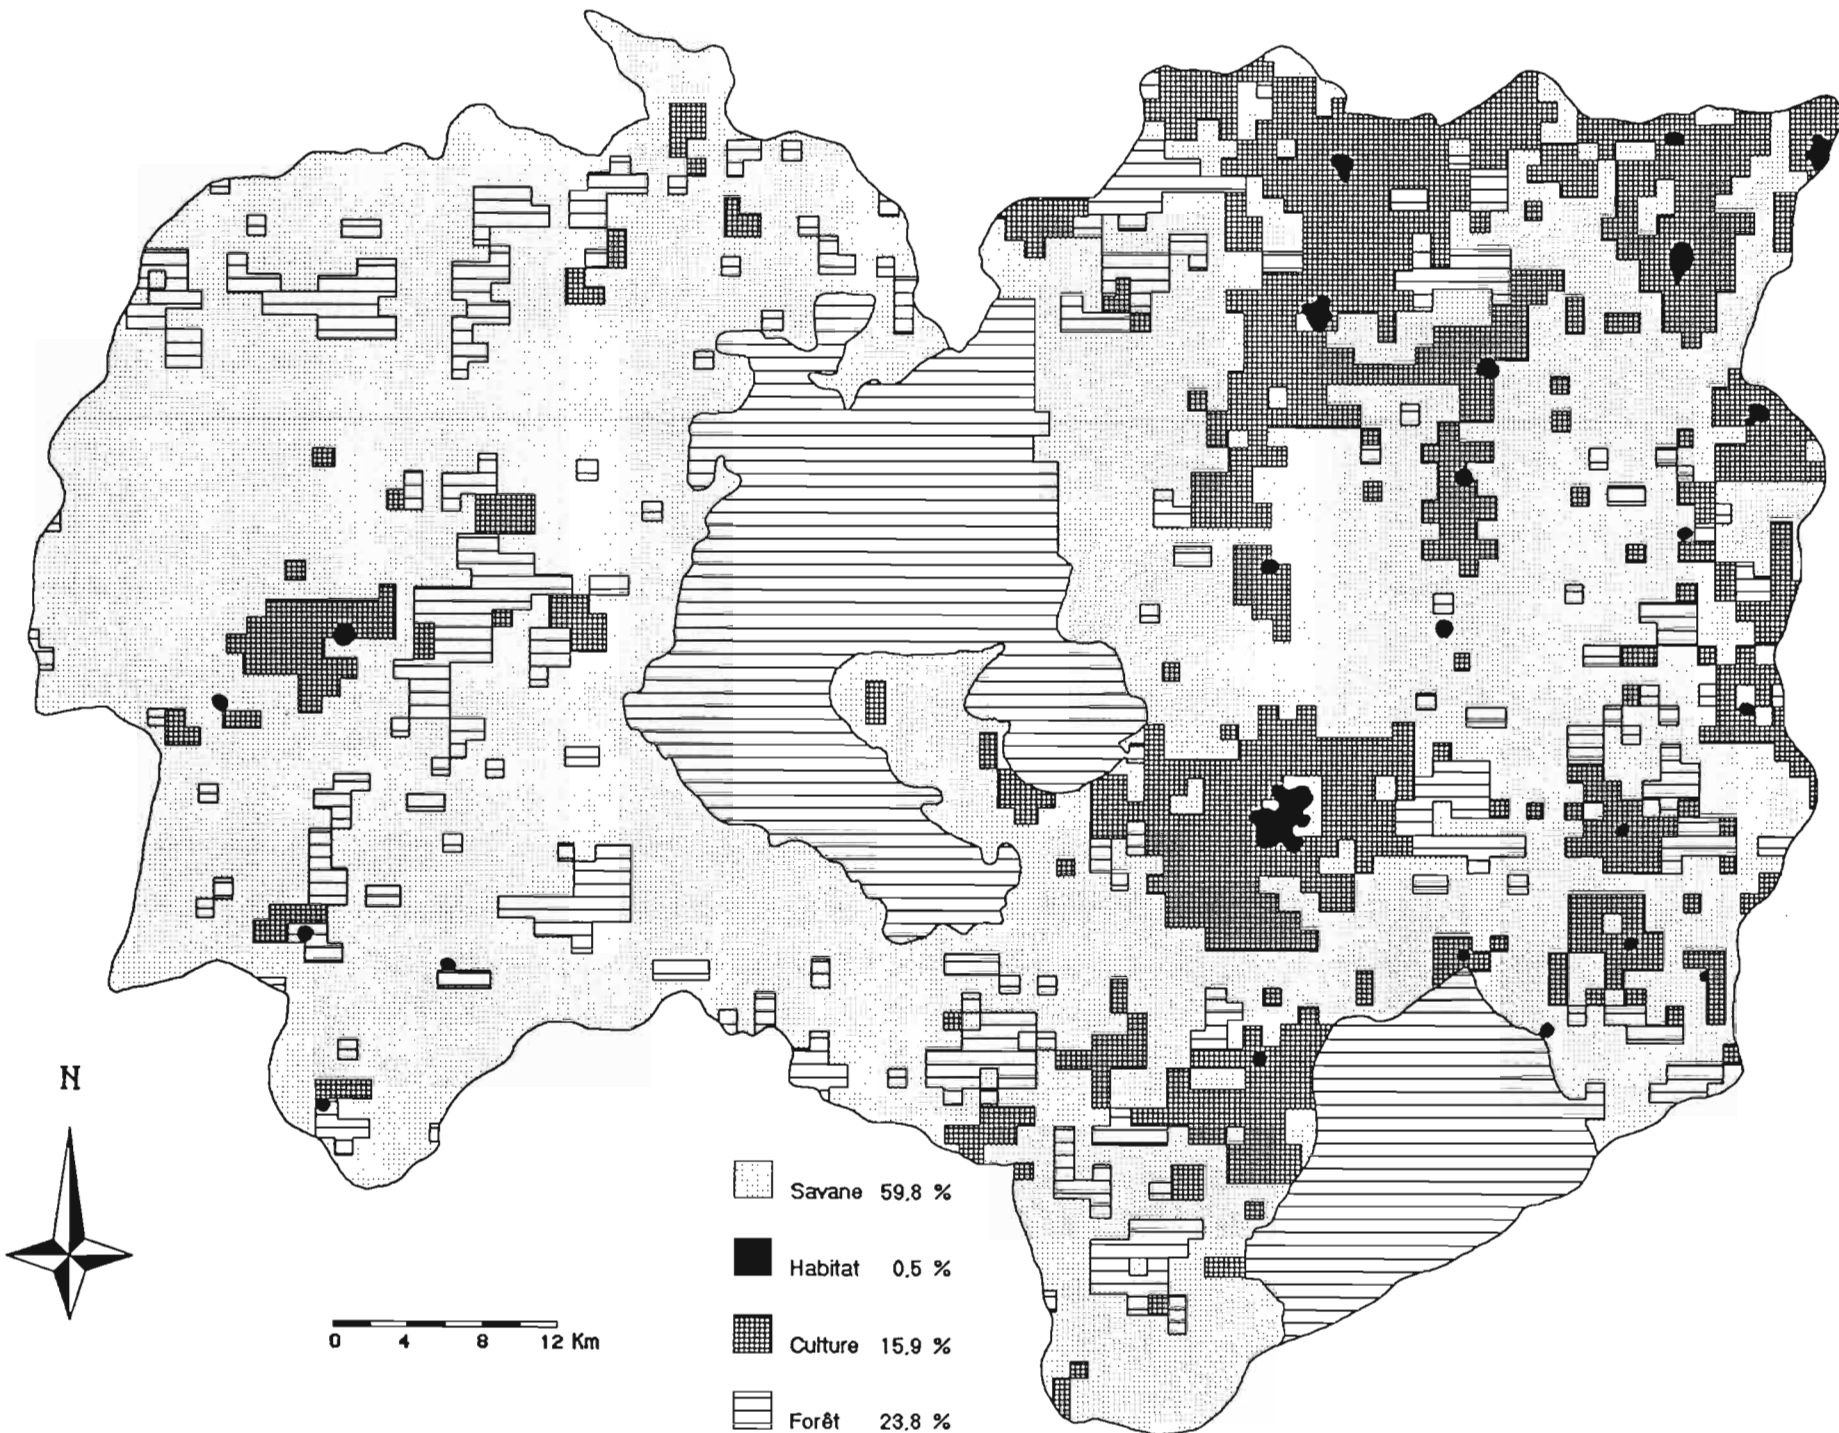 N
Savane 59,8 %
Habitat 0,5 %
0 4 8 12 Km
Culture 15,9 %
Forêt 23,8 %